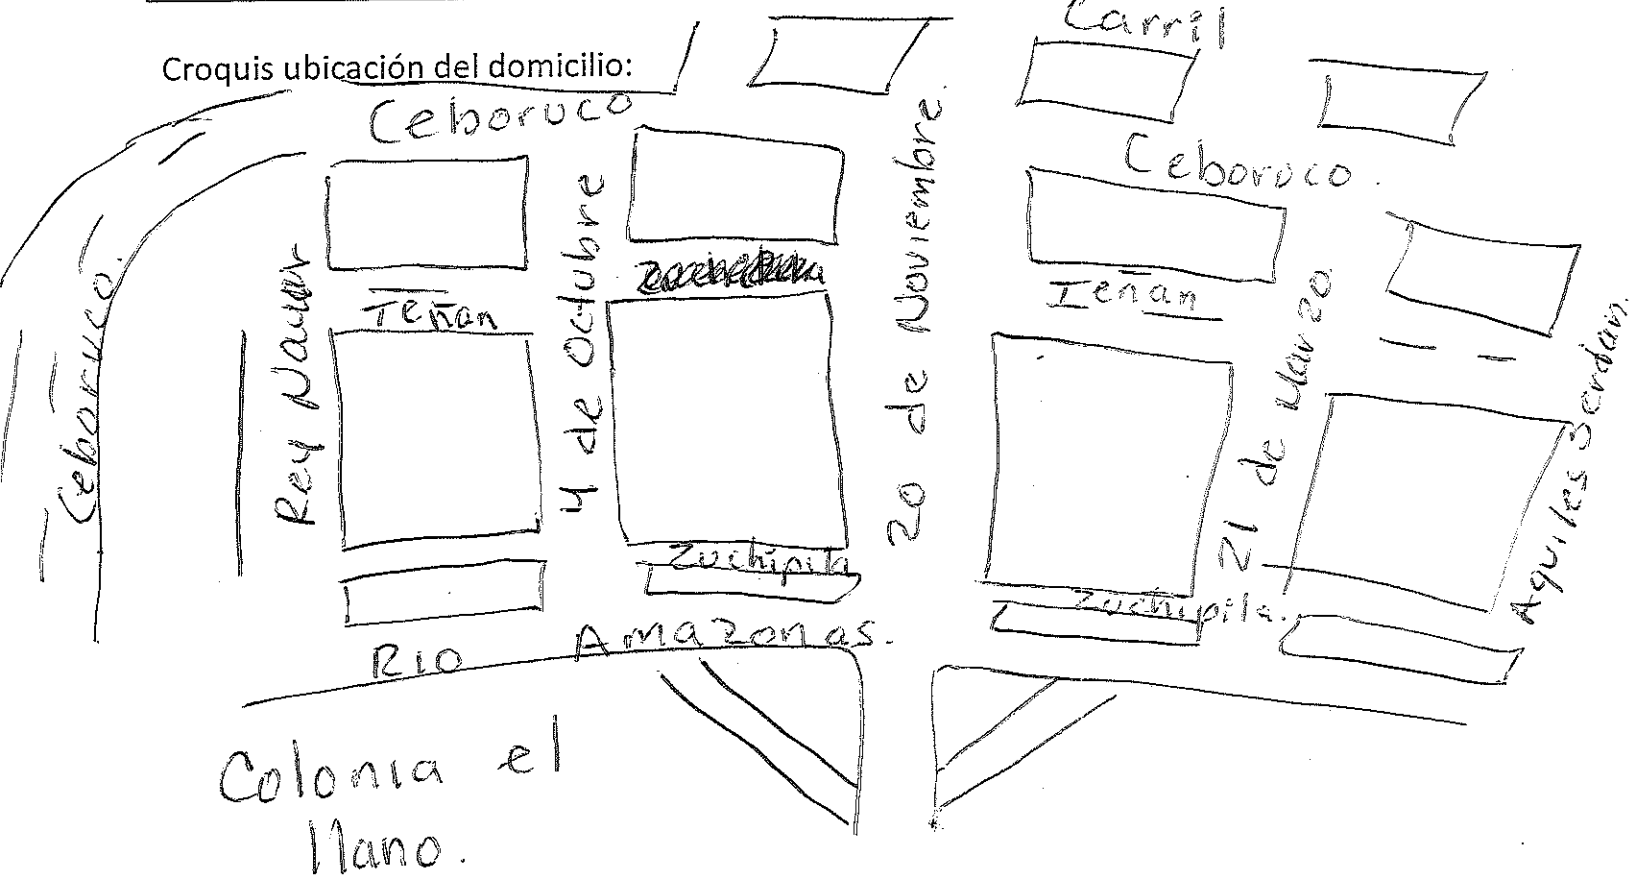 Carril
Croquis ubicación del domicilio:
Ceboruco
Ceboruco.
Ceboruco.
Rey Nayar
4 de Octubre
20 de Noviembre.
21 de Marzo
Aquiles Serdan.
Teñan
Teñan
Zuchipila
Zuchipila.
Rio Amazonas.
Colonia el
llano.